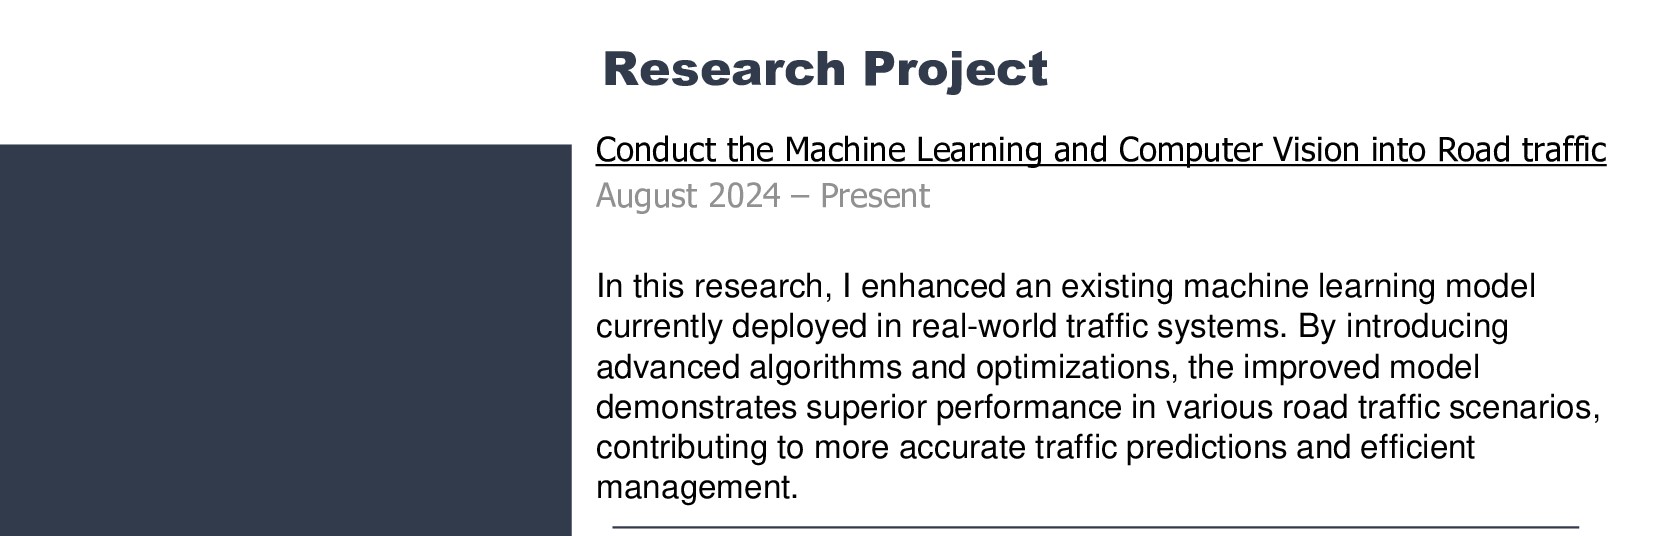 Research Project
Conduct the Machine Learning and Computer Vision into Road traffic
August 2024 – Present
In this research, I enhanced an existing machine learning model
currently deployed in real-world traffic systems. By introducing
advanced algorithms and optimizations, the improved model
demonstrates superior performance in various road traffic scenarios,
contributing to more accurate traffic predictions and efficient
management.